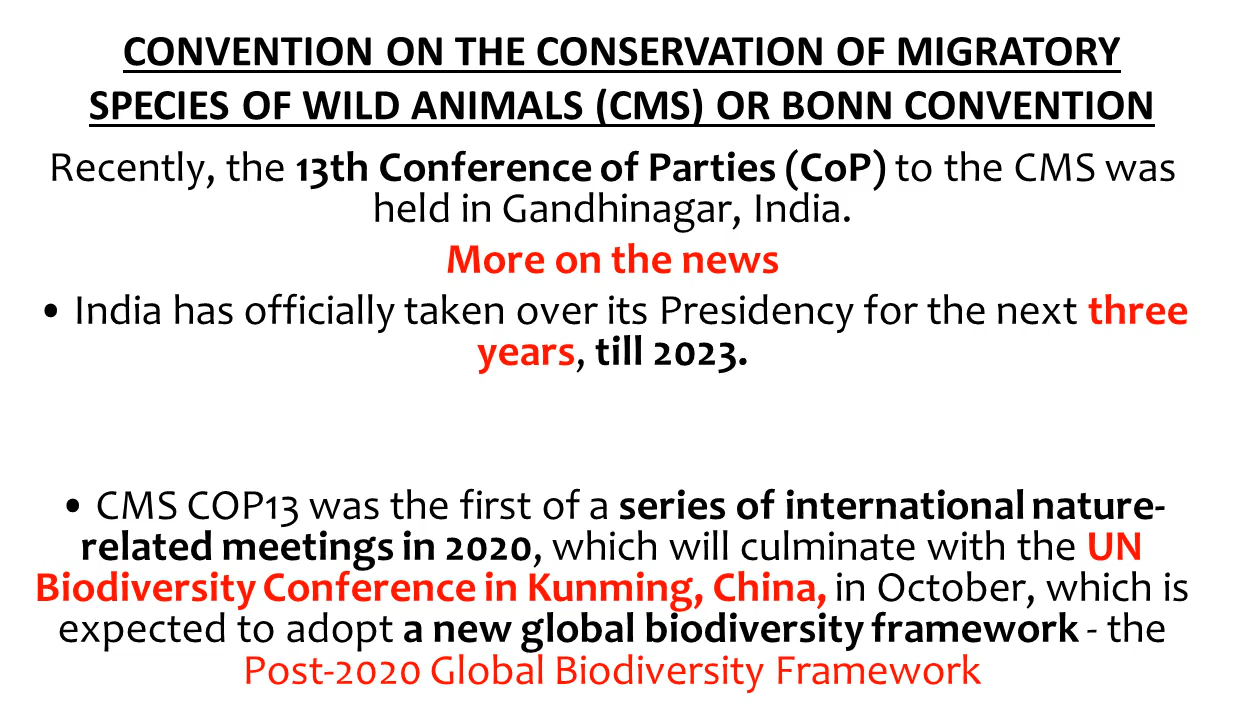 CONVENTION ON THE CONSERVATION OF MIGRATORY
SPECIES OF WILD ANIMALS (CMS) OR BONN CONVENTION
Recently, the 13th Conference of Parties (CoP) to the CMS was
held in Gandhinagar, India.
More on the news
• India has officially taken over its Presidency for the next three
years, till 2023.
• CMS COP13 was the first of a series of international nature-
related meetings in 2020, which will culminate with the UN
Biodiversity Conference in Kunming, China, in October, which is
expected to adopt a new global biodiversity framework - the
Post-2020 Global Biodiversity Framework